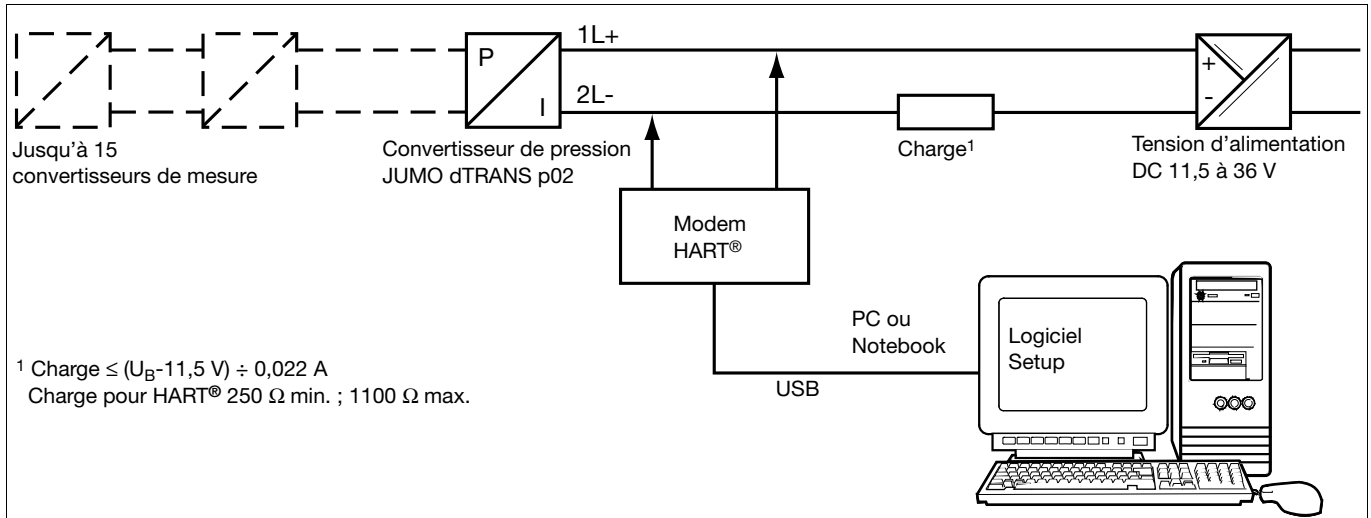 P
I
1L+
2L-
+
-
Jusqu'à 15
convertisseurs de mesure
Convertisseur de pression
JUMO dTRANS p02
Charge¹
Tension d'alimentation
DC 11,5 à 36 V
Modem
HART®
PC ou
Notebook
Logiciel
Setup
USB
¹ Charge ≤ (U_B-11,5 V) ÷ 0,022 A
Charge pour HART® 250 Ω min. ; 1100 Ω max.